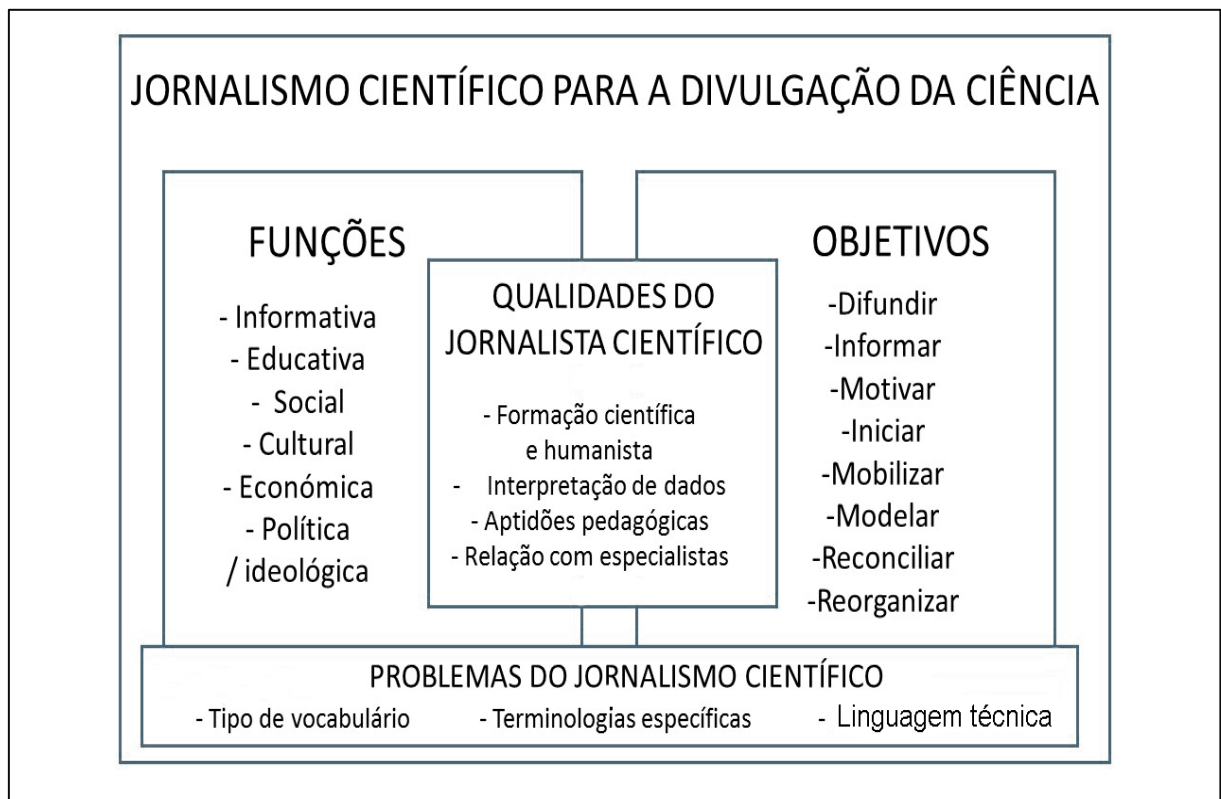 JORNALISMO CIENTÍFICO PARA A DIVULGAÇÃO DA CIÊNCIA
FUNÇÕES
- Informativa
- Educativa
- Social
- Cultural
- Económica
- Política
/ ideológica
QUALIDADES DO
JORNALISTA CIENTÍFICO
- Formação científica
e humanista
- Interpretação de dados
- Aptidões pedagógicas
- Relação com especialistas
OBJETIVOS
-Difundir
-Informar
-Motivar
-Iniciar
-Mobilizar
-Modelar
-Reconciliar
-Reorganizar
PROBLEMAS DO JORNALISMO CIENTÍFICO
- Tipo de vocabulário - Terminologias específicas - Linguagem técnica